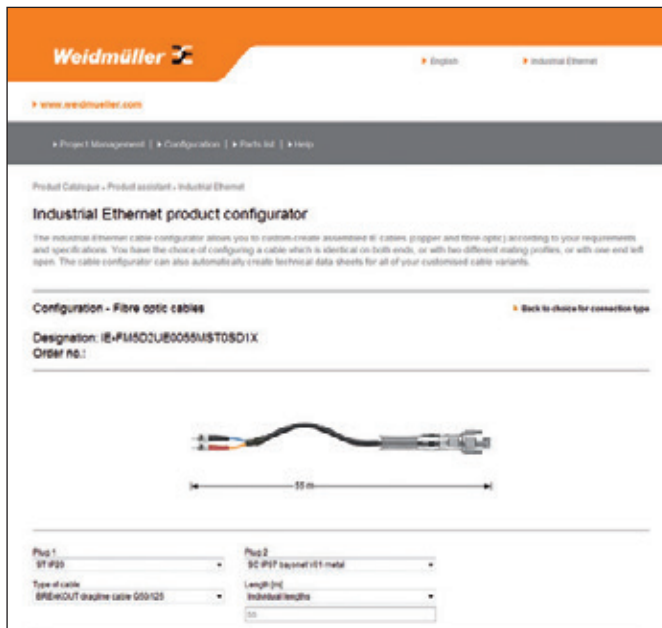 Weidmüller
English
Industrial Ethernet
www.weidmueller.com
Project Management | Configuration | Parts list | Help
Product Catalogue Product assistant Industrial Ethernet
Industrial Ethernet product configurator
The industrial Ethernet cable configurator allows you to custom-create assembled IE cables (copper and fibre optic) according to your requirements
and specifications. You have the choice of configuring a cable which is identical on both ends, or with two different mating profiles, or with one end left
open. The cable configurator can also automatically create technical data sheets for all of your customised cable variants.
Configuration - Fibre optic cables
Back to choice for connection type
Designation: IE-FM5D2UE0055MST0SD1X
Order no.:
55 m
Plug 1
Plug 2
ST IP20
SC IP67 bayonet V01 metal
Type of cable
Length [m]
BREAKOUT dragline cable G50/125
Individual lengths
55